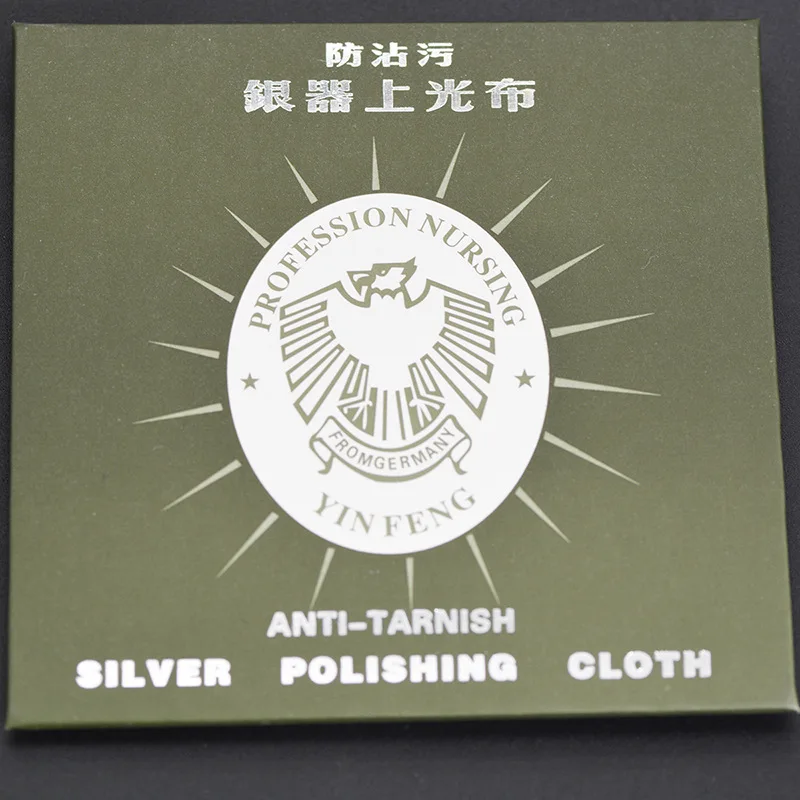 防沾污
銀器上光布
PROFESSION NURSING
FROMGERMANY
YIN FENG
ANTI-TARNISH
SILVER POLISHING CLOTH